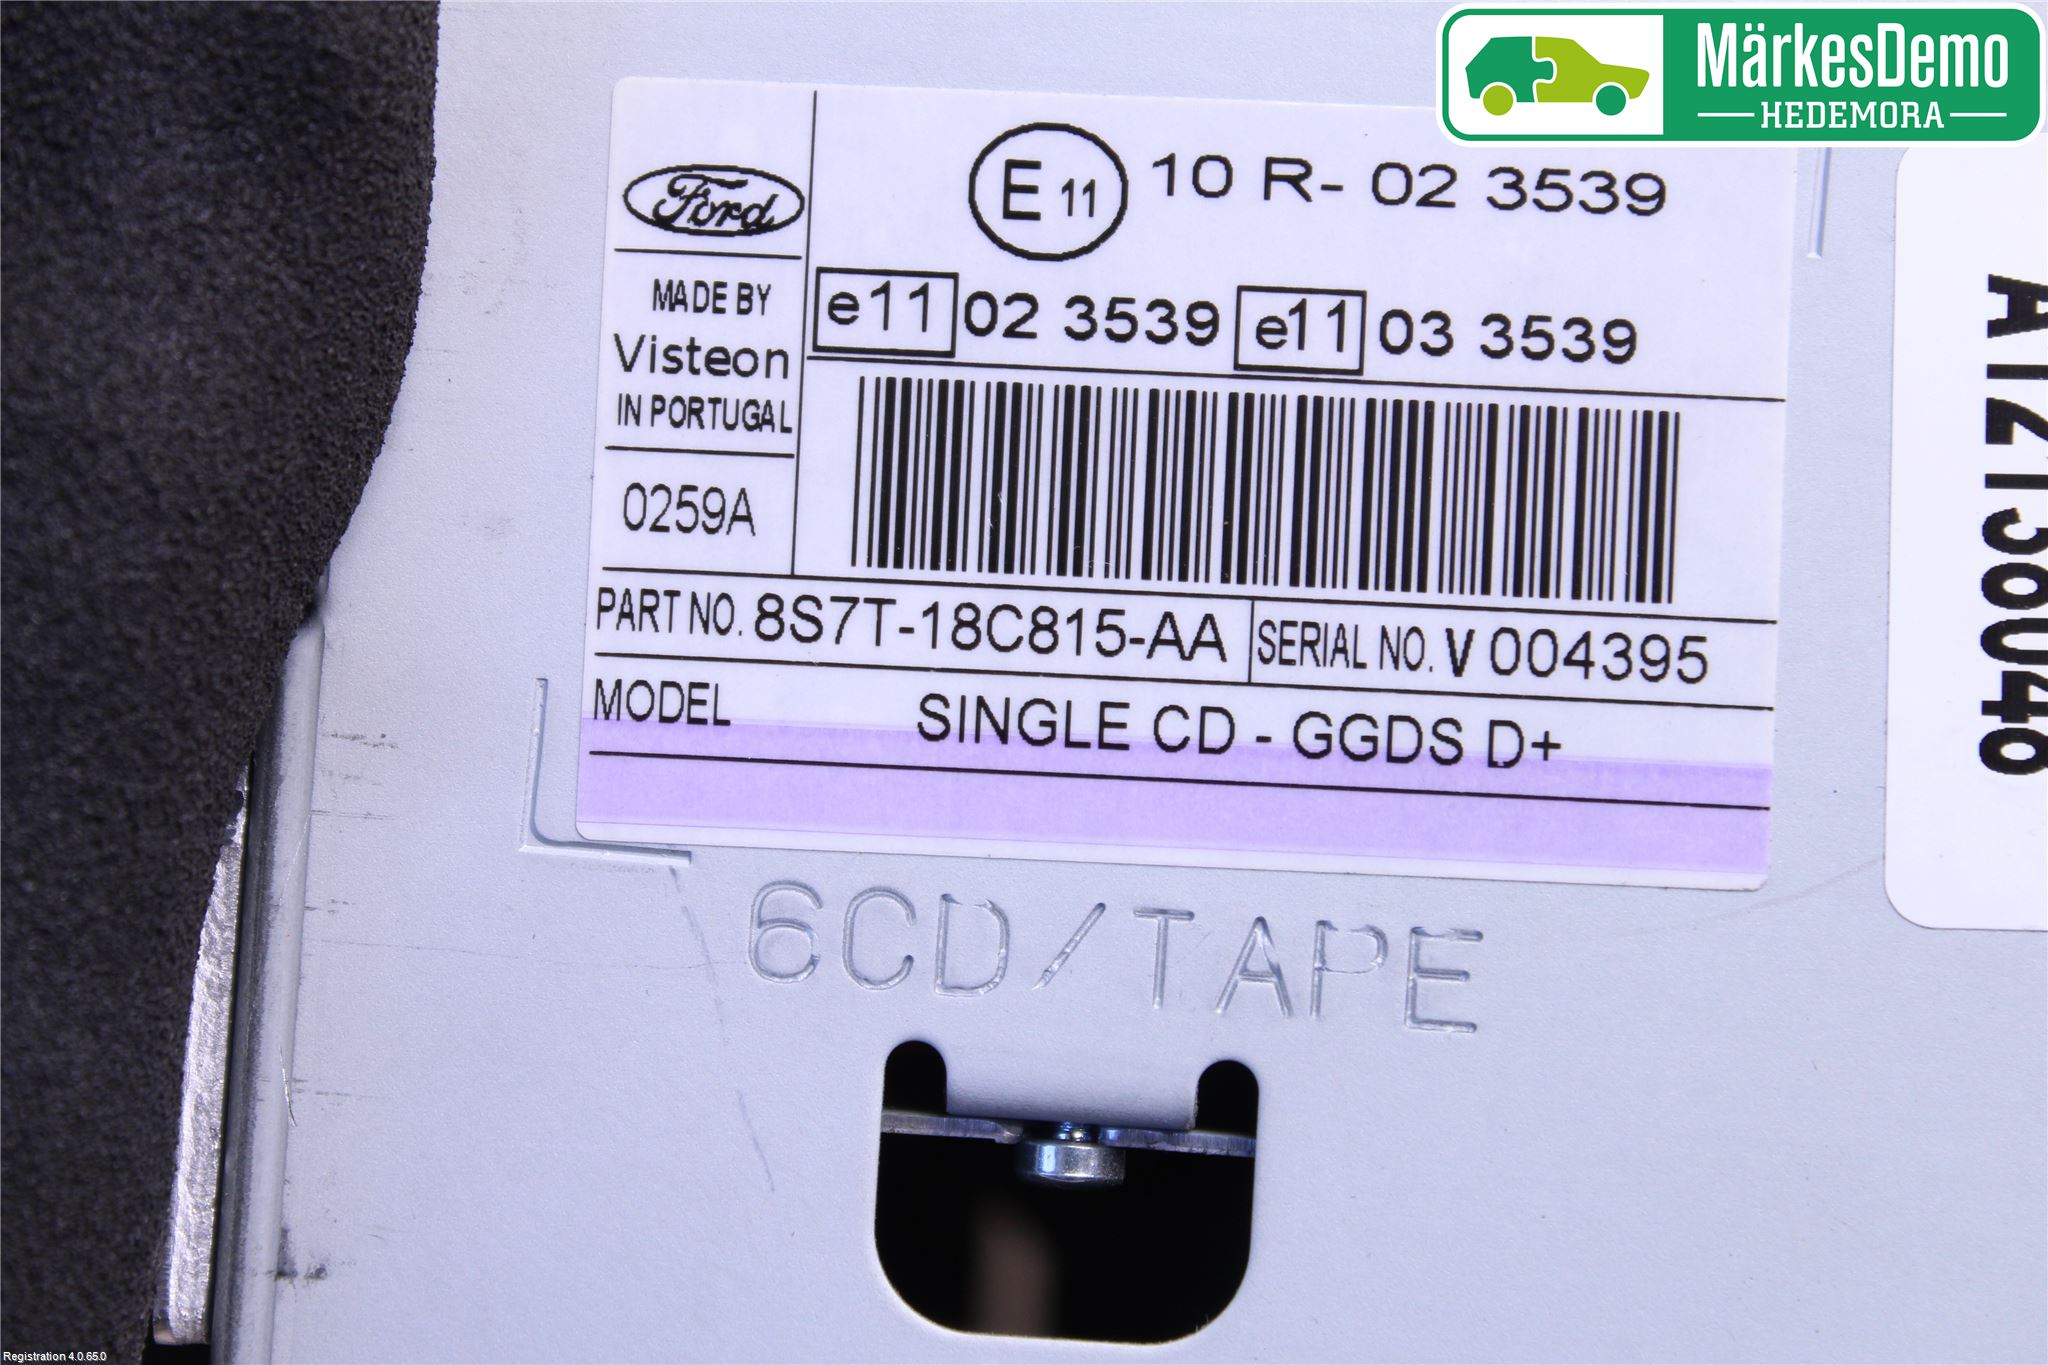 MärkesDemo
HEDEMORA
Ford
E 11 10 R- 02 3539
MADE BY
Visteon
IN PORTUGAL
e11 02 3539 e11 03 3539
0259A
PART NO. 8S7T-18C815-AA SERIAL NO. V 004395
MODEL SINGLE CD - GGDS D+
6CD/TAPE
Registration 4.0.65.0